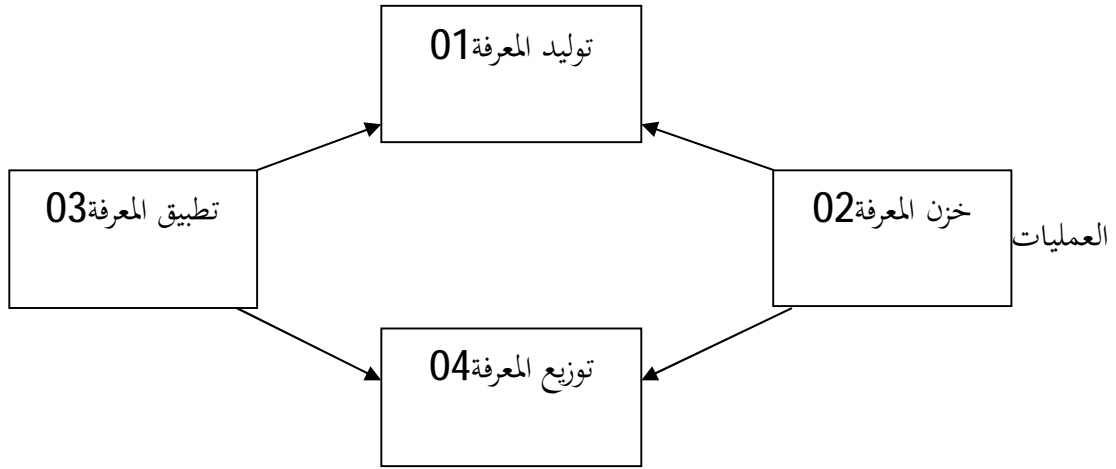 توليد المعرفة01
خزن المعرفة02
العمليات
تطبيق المعرفة03
توزيع المعرفة04